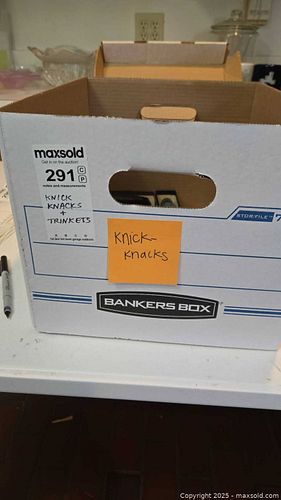 maxsold
Get in on the auction!
291 C P
notes and measurements
KNICK
KNACKS
+
TRINKETS
A B C D
STOR/FILE™
Knick-
Knacks
BANKERS BOX®
Copyright © 2025 - maxsold.com